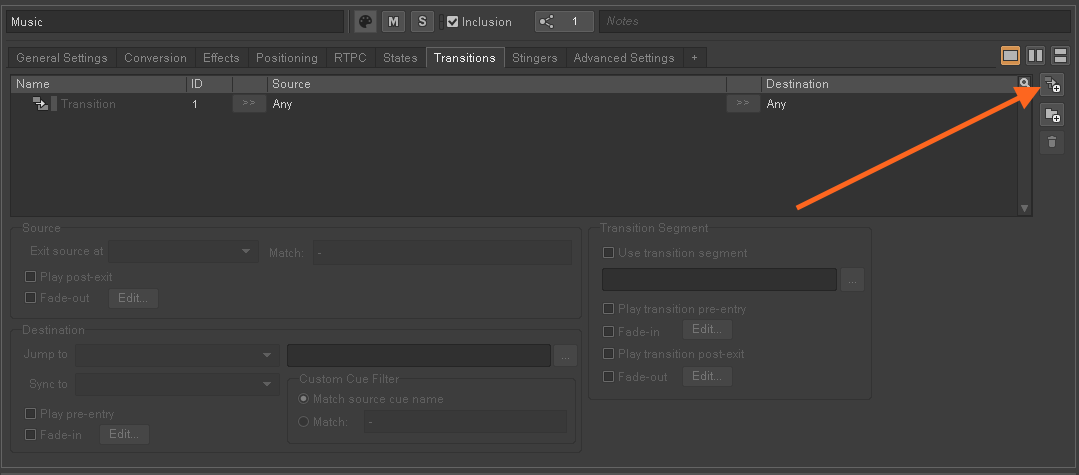 Music M S Inclusion 1 Notes
General Settings Conversion Effects Positioning RTPC States Transitions Stingers Advanced Settings +
Name ID Source Destination
Transition 1 >> Any >> Any
Source
Exit source at Match: -
Play post-exit
Fade-out Edit...
Transition Segment
Use transition segment
...
Play transition pre-entry
Fade-in Edit...
Play transition post-exit
Fade-out Edit...
Destination
Jump to ...
Sync to
Custom Cue Filter
Match source cue name
Match: -
Play pre-entry
Fade-in Edit...